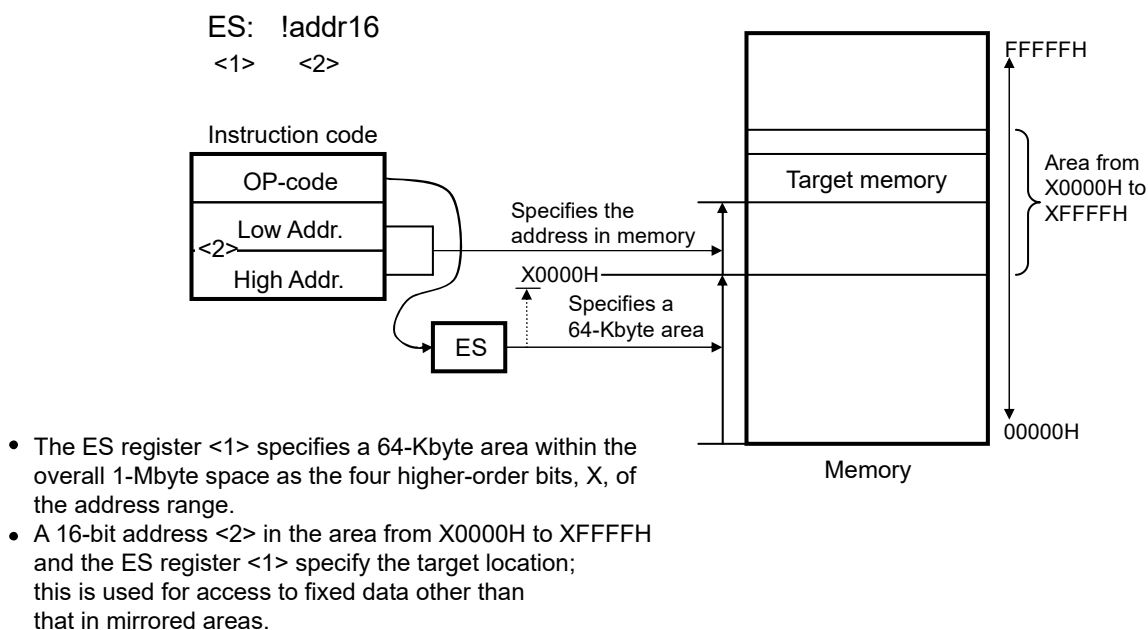 ES: !addr16
<1> <2>
Instruction code
OP-code
Low Addr.
<2>
High Addr.
ES
Specifies the
address in memory
X0000H
Specifies a
64-Kbyte area
Target memory
FFFFFH
Area from
X0000H to
XFFFFH
00000H
Memory
• The ES register <1> specifies a 64-Kbyte area within the
overall 1-Mbyte space as the four higher-order bits, X, of
the address range.
• A 16-bit address <2> in the area from X0000H to XFFFFH
and the ES register <1> specify the target location;
this is used for access to fixed data other than
that in mirrored areas.